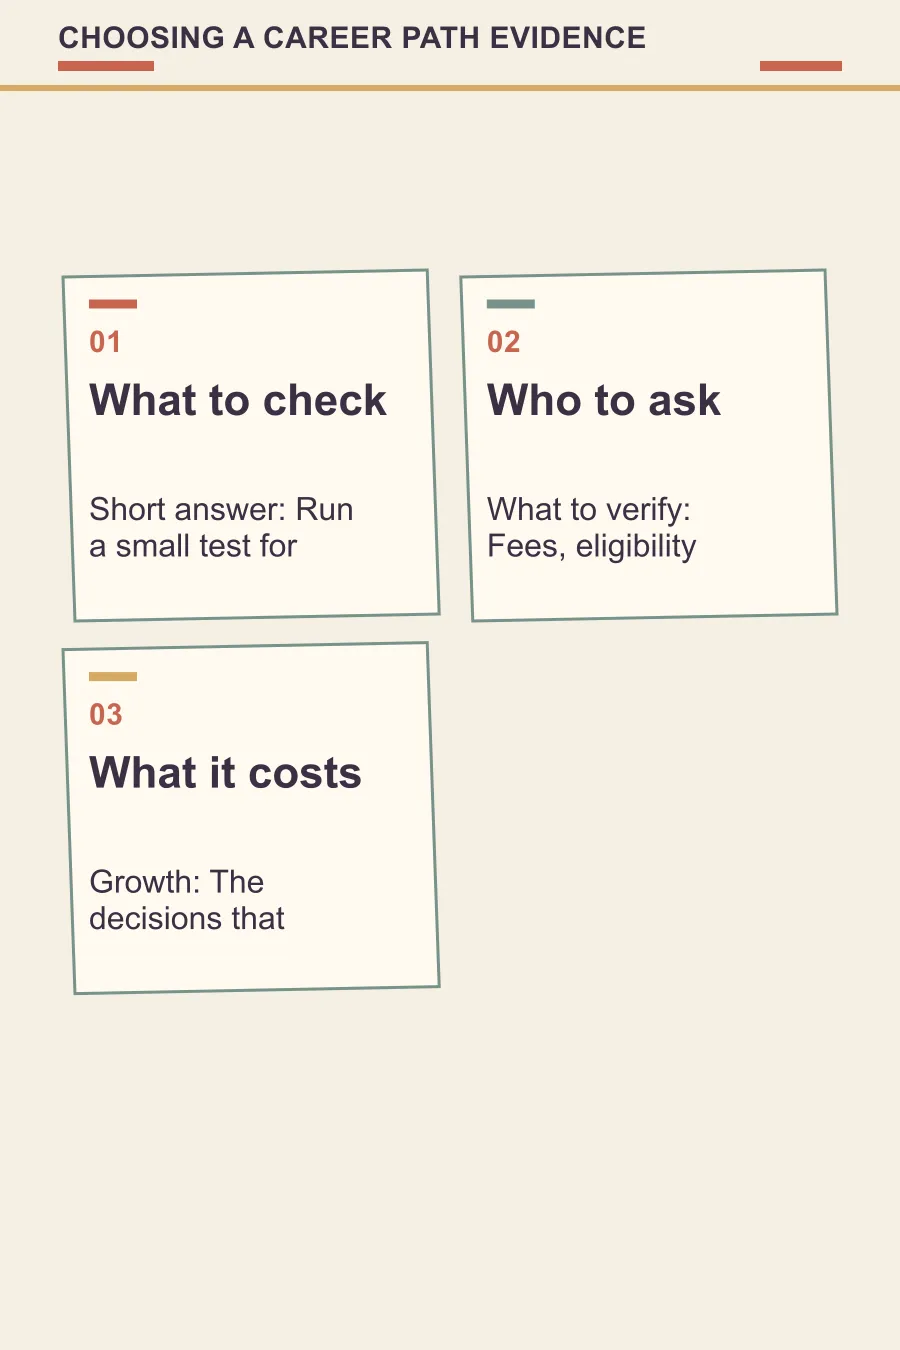 CHOOSING A CAREER PATH EVIDENCE
01
What to check
Short answer: Run
a small test for
02
Who to ask
What to verify:
Fees, eligibility
03
What it costs
Growth: The
decisions that